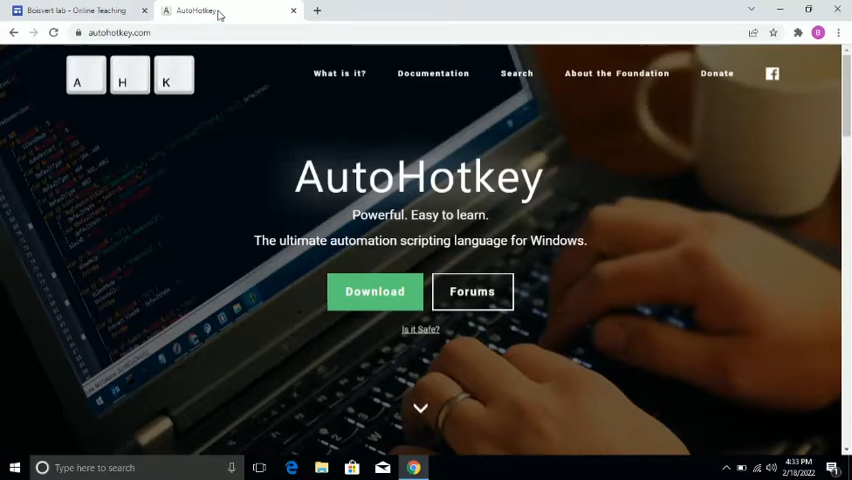 Boisvert lab - Online Teaching
AutoHotkey
autohotkey.com
B
A H K
What is it? Documentation Search About the Foundation Donate
AutoHotkey
Powerful. Easy to learn.
The ultimate automation scripting language for Windows.
Download Forums
Is it Safe?
Type here to search
4:33 PM
2/18/2022